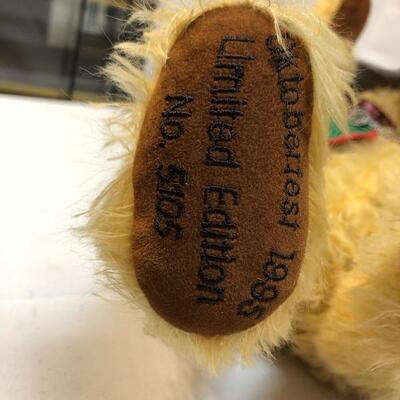 Oktoberfest 1995
Limited Edition
No. 5105